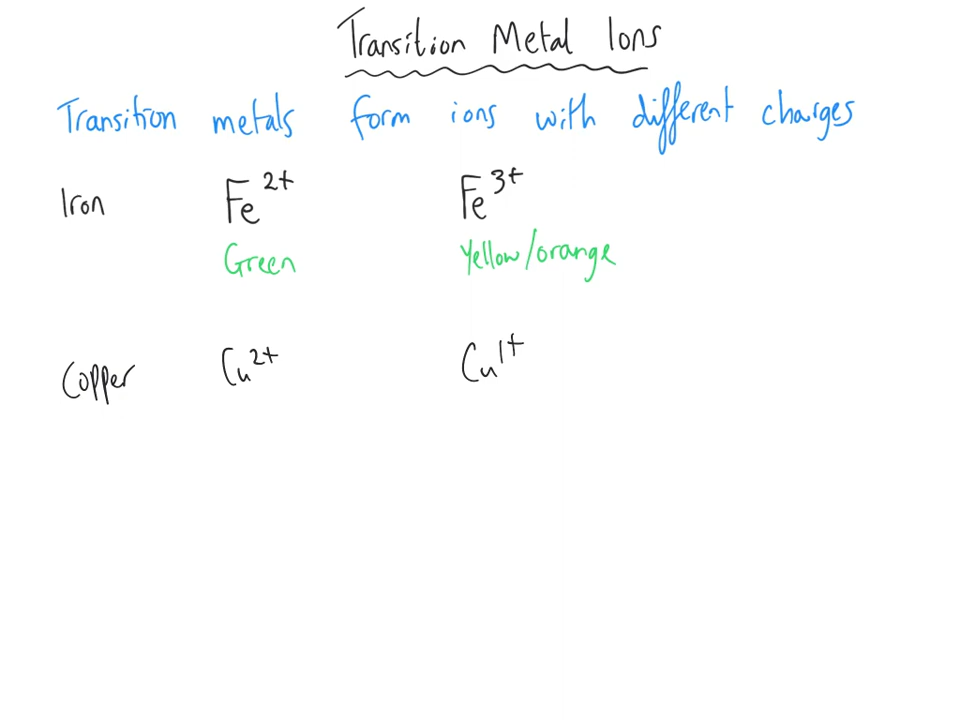 Transition Metal Ions
Transition metals form ions with different charges
Iron Fe²⁺ Fe³⁺
Green Yellow/orange
Copper Cu²⁺ Cu¹⁺